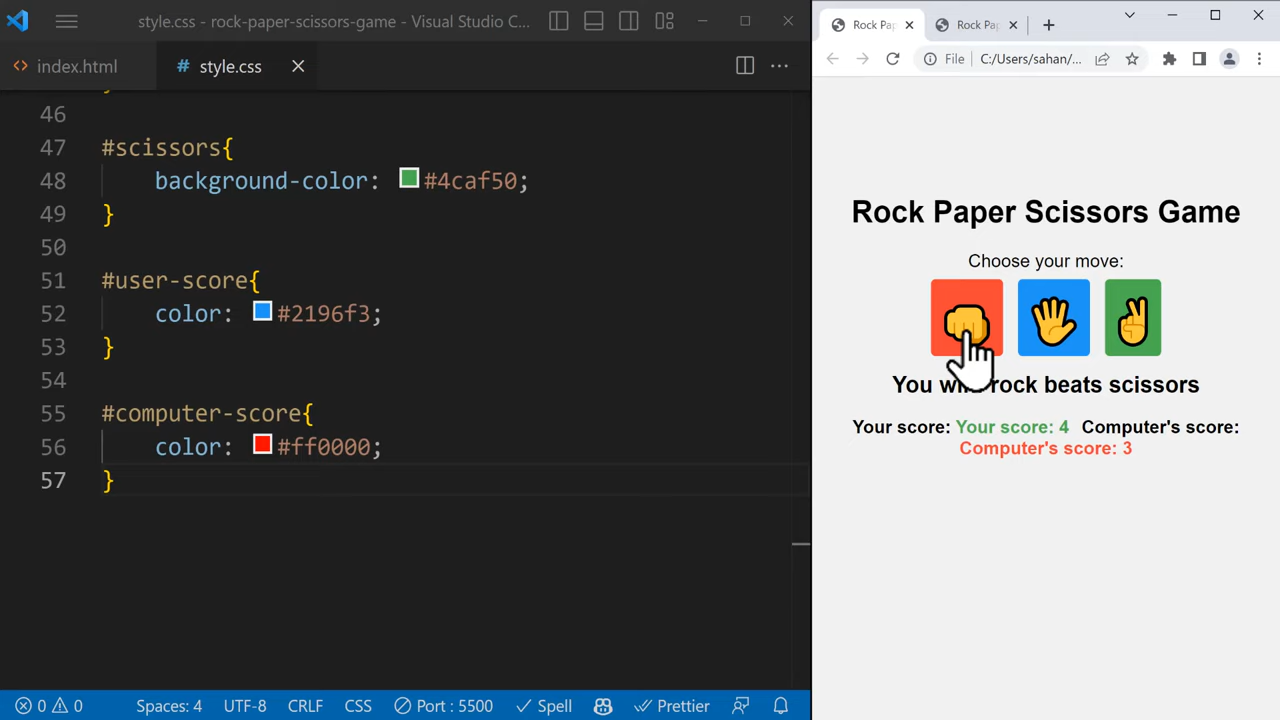 style.css - rock-paper-scissors-game - Visual Studio C...
index.html
# style.css
46
47 #scissors{
48 background-color: #4caf50;
49 }
50
51 #user-score{
52 color: #2196f3;
53 }
54
55 #computer-score{
56 color: #ff0000;
57 }
0 0 Spaces: 4 UTF-8 CRLF CSS Port : 5500 Spell Prettier
Rock Pap
Rock Pap
File C:/Users/sahan/...
Rock Paper Scissors Game
Choose your move:
You rock beats scissors
Your score: Your score: 4 Computer's score:
Computer's score: 3